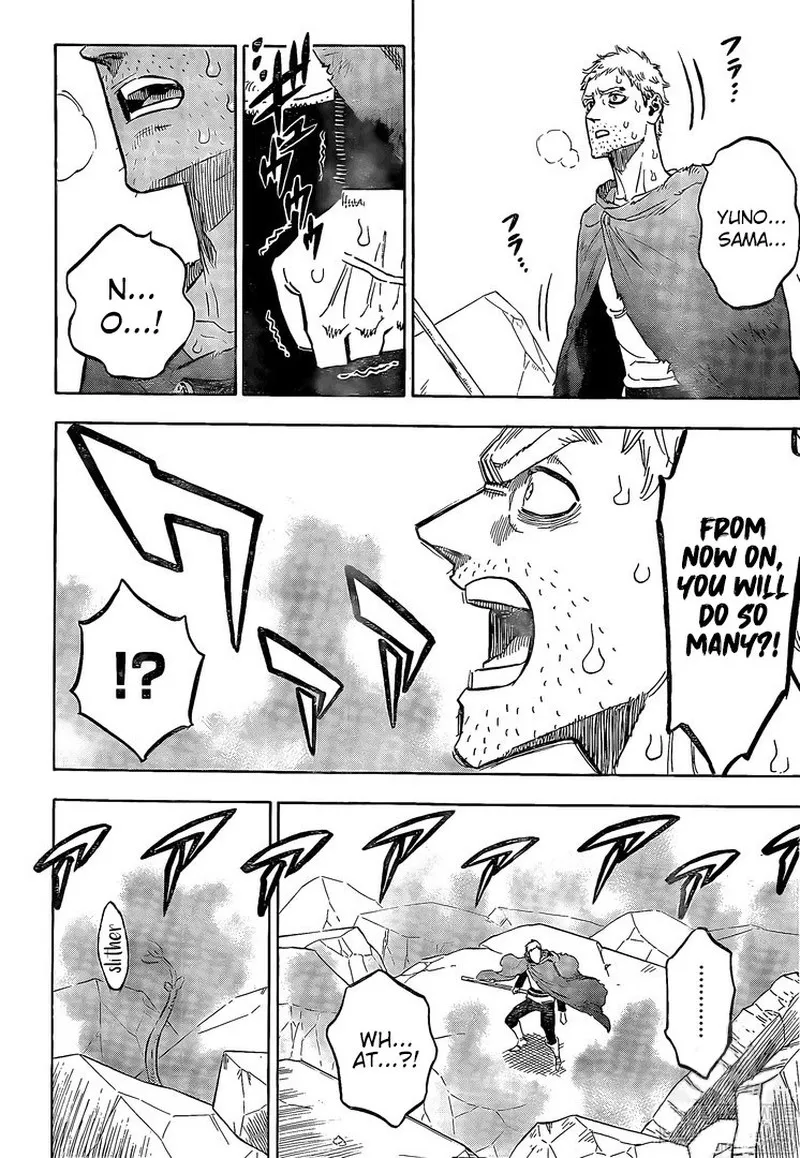 フラ…
フラ…
YUNO...
SAMA...
N...
O...!
FROM
NOW ON,
YOU WILL
DO SO
MANY?!
!?
.........
WH...
AT...?!
slither